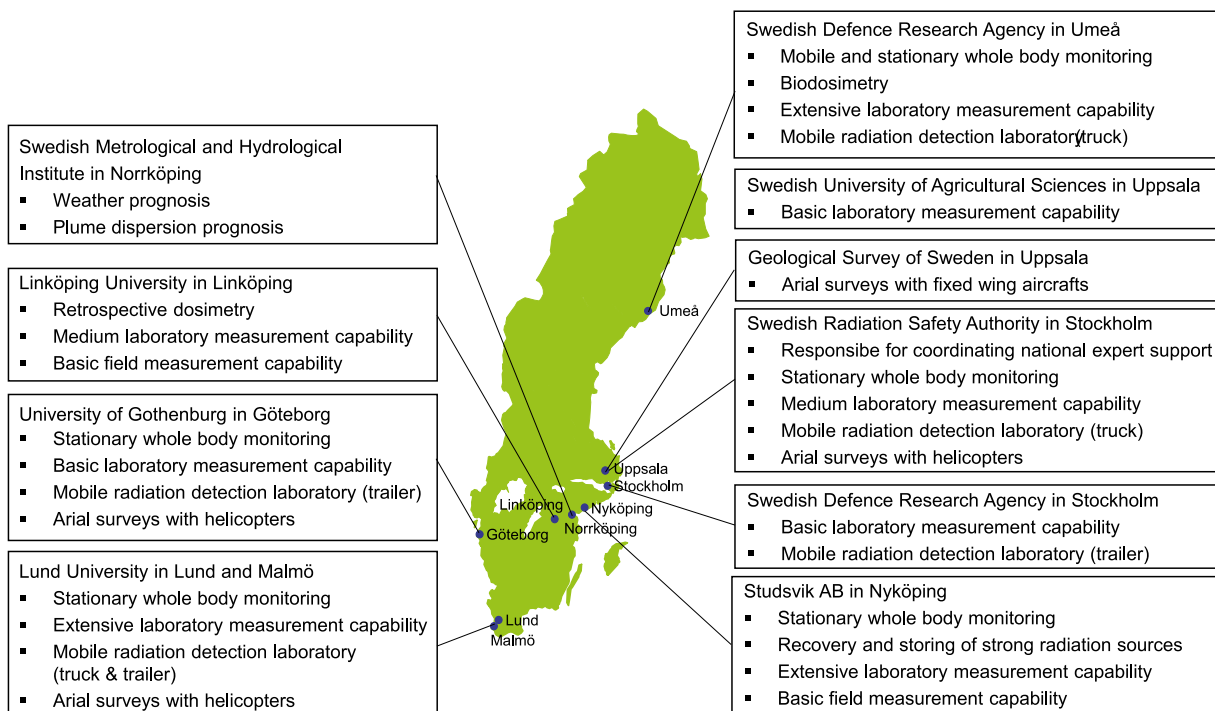 Swedish Metrological and Hydrological
Institute in Norrköping
▪ Weather prognosis
▪ Plume dispersion prognosis
Linköping University in Linköping
▪ Retrospective dosimetry
▪ Medium laboratory measurement capability
▪ Basic field measurement capability
University of Gothenburg in Göteborg
▪ Stationary whole body monitoring
▪ Basic laboratory measurement capability
▪ Mobile radiation detection laboratory (trailer)
▪ Arial surveys with helicopters
Lund University in Lund and Malmö
▪ Stationary whole body monitoring
▪ Extensive laboratory measurement capability
▪ Mobile radiation detection laboratory
(truck & trailer)
▪ Arial surveys with helicopters
Umeå
Uppsala
Stockholm
Linköping
Nyköping
Norrköping
Göteborg
Lund
Malmö
Swedish Defence Research Agency in Umeå
▪ Mobile and stationary whole body monitoring
▪ Biodosimetry
▪ Extensive laboratory measurement capability
▪ Mobile radiation detection laboratory(truck)
Swedish University of Agricultural Sciences in Uppsala
▪ Basic laboratory measurement capability
Geological Survey of Sweden in Uppsala
▪ Arial surveys with fixed wing aircrafts
Swedish Radiation Safety Authority in Stockholm
▪ Responsibe for coordinating national expert support
▪ Stationary whole body monitoring
▪ Medium laboratory measurement capability
▪ Mobile radiation detection laboratory (truck)
▪ Arial surveys with helicopters
Swedish Defence Research Agency in Stockholm
▪ Basic laboratory measurement capability
▪ Mobile radiation detection laboratory (trailer)
Studsvik AB in Nyköping
▪ Stationary whole body monitoring
▪ Recovery and storing of strong radiation sources
▪ Extensive laboratory measurement capability
▪ Basic field measurement capability